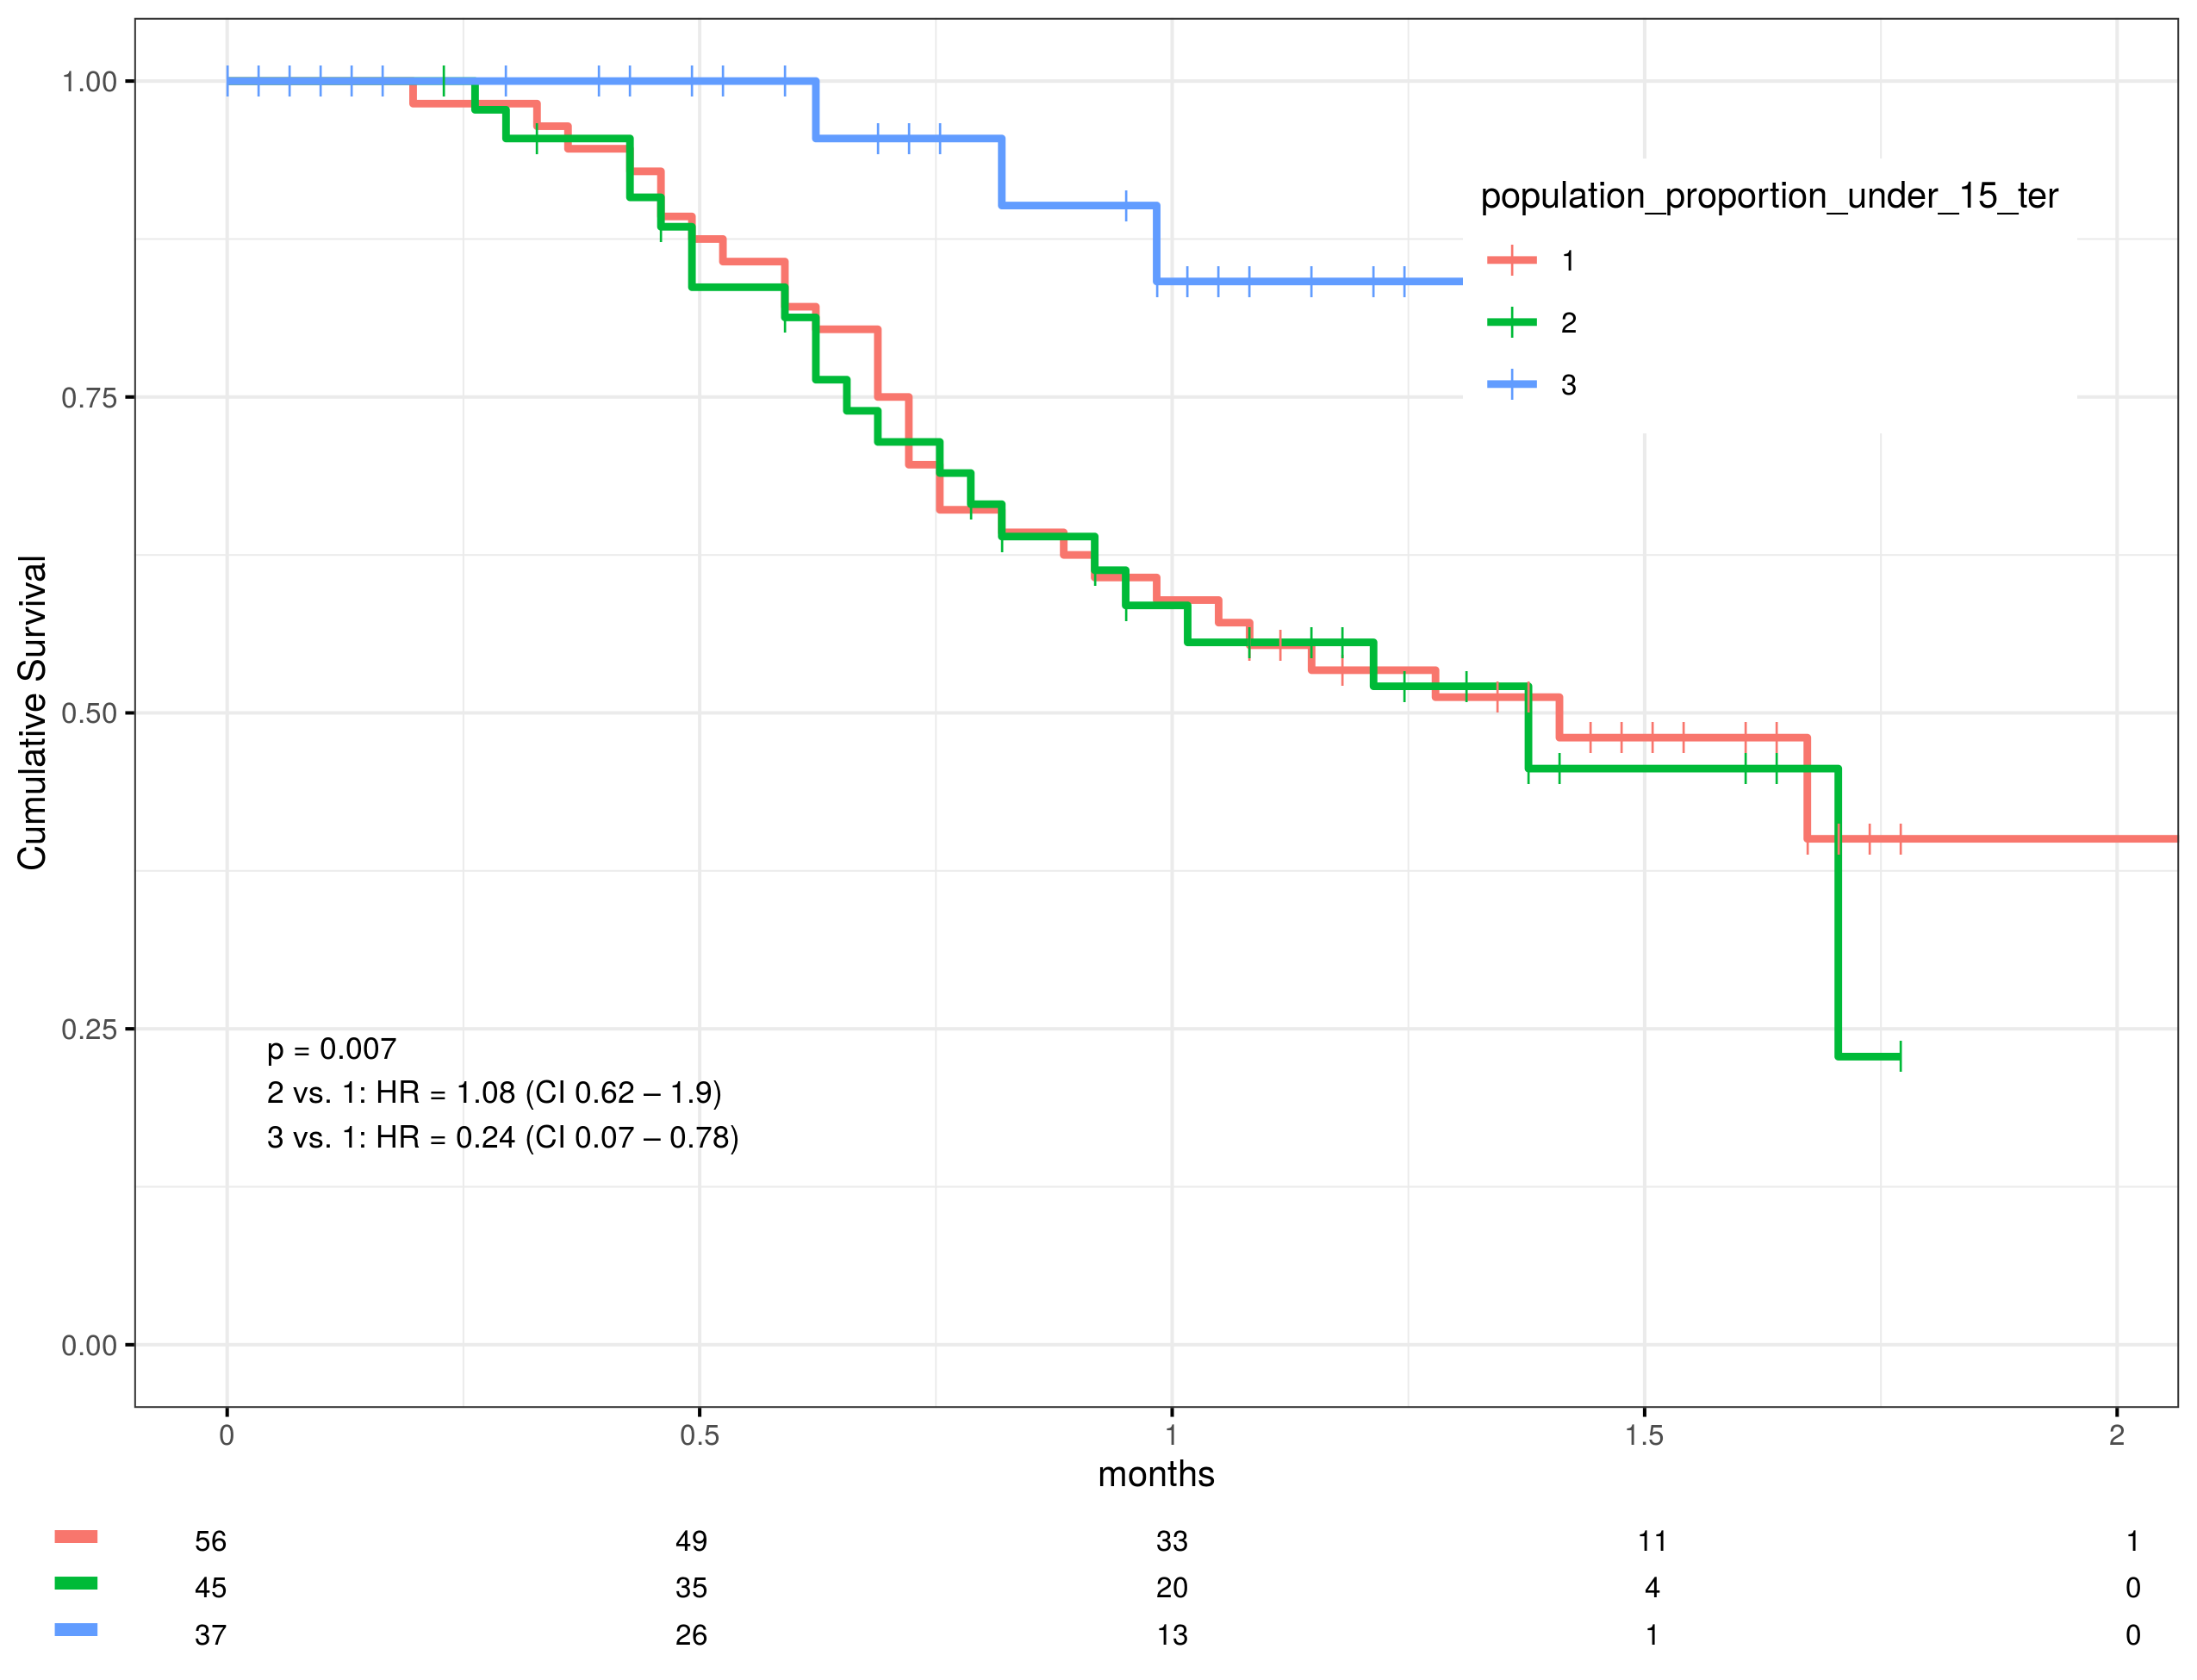 1.00
0.75
0.50
0.25
0.00
Cumulative Survival
population_proportion_under_15_ter
1
2
3
p = 0.007
2 vs. 1: HR = 1.08 (CI 0.62 – 1.9)
3 vs. 1: HR = 0.24 (CI 0.07 – 0.78)
0 0.5 1 1.5 2
months
56 49 33 11 1
45 35 20 4 0
37 26 13 1 0